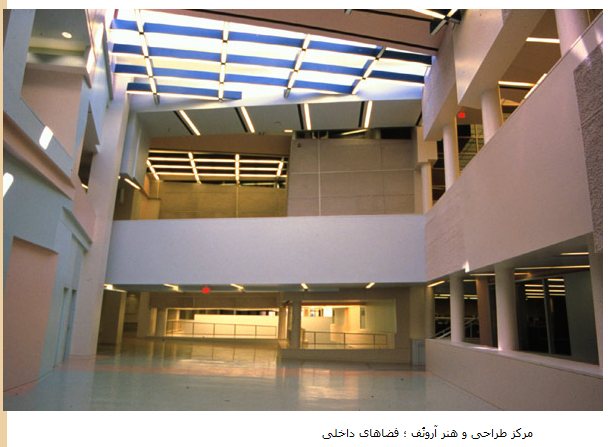 مرکز طراحی و هنر آرونُف ؛ فضاهای داخلی